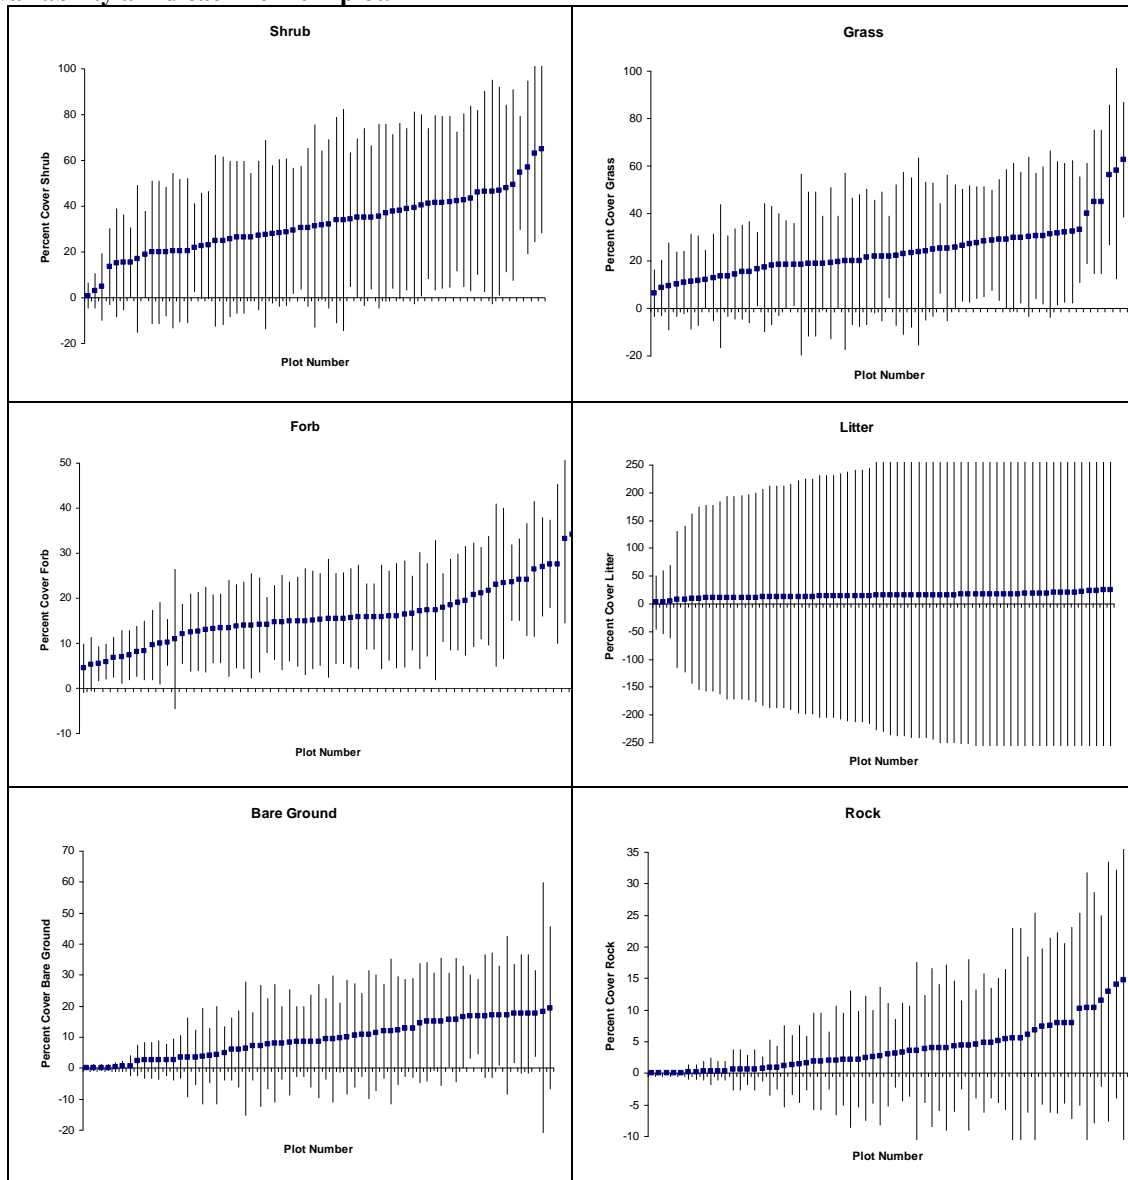 Shrub
100
80
60
40
20
0
-20
Percent Cover Shrub
Plot Number
Grass
100
80
60
40
20
0
-20
Percent Cover Grass
Plot Number
Forb
50
40
30
20
10
0
-10
Percent Cover Forb
Plot Number
Litter
250
200
150
100
50
0
-50
-100
-150
-200
-250
Percent Cover Litter
Plot Number
Bare Ground
70
60
50
40
30
20
10
0
-10
-20
Percent Cover Bare Ground
Plot Number
Rock
35
30
25
20
15
10
5
0
-5
-10
Percent Cover Rock
Plot Number